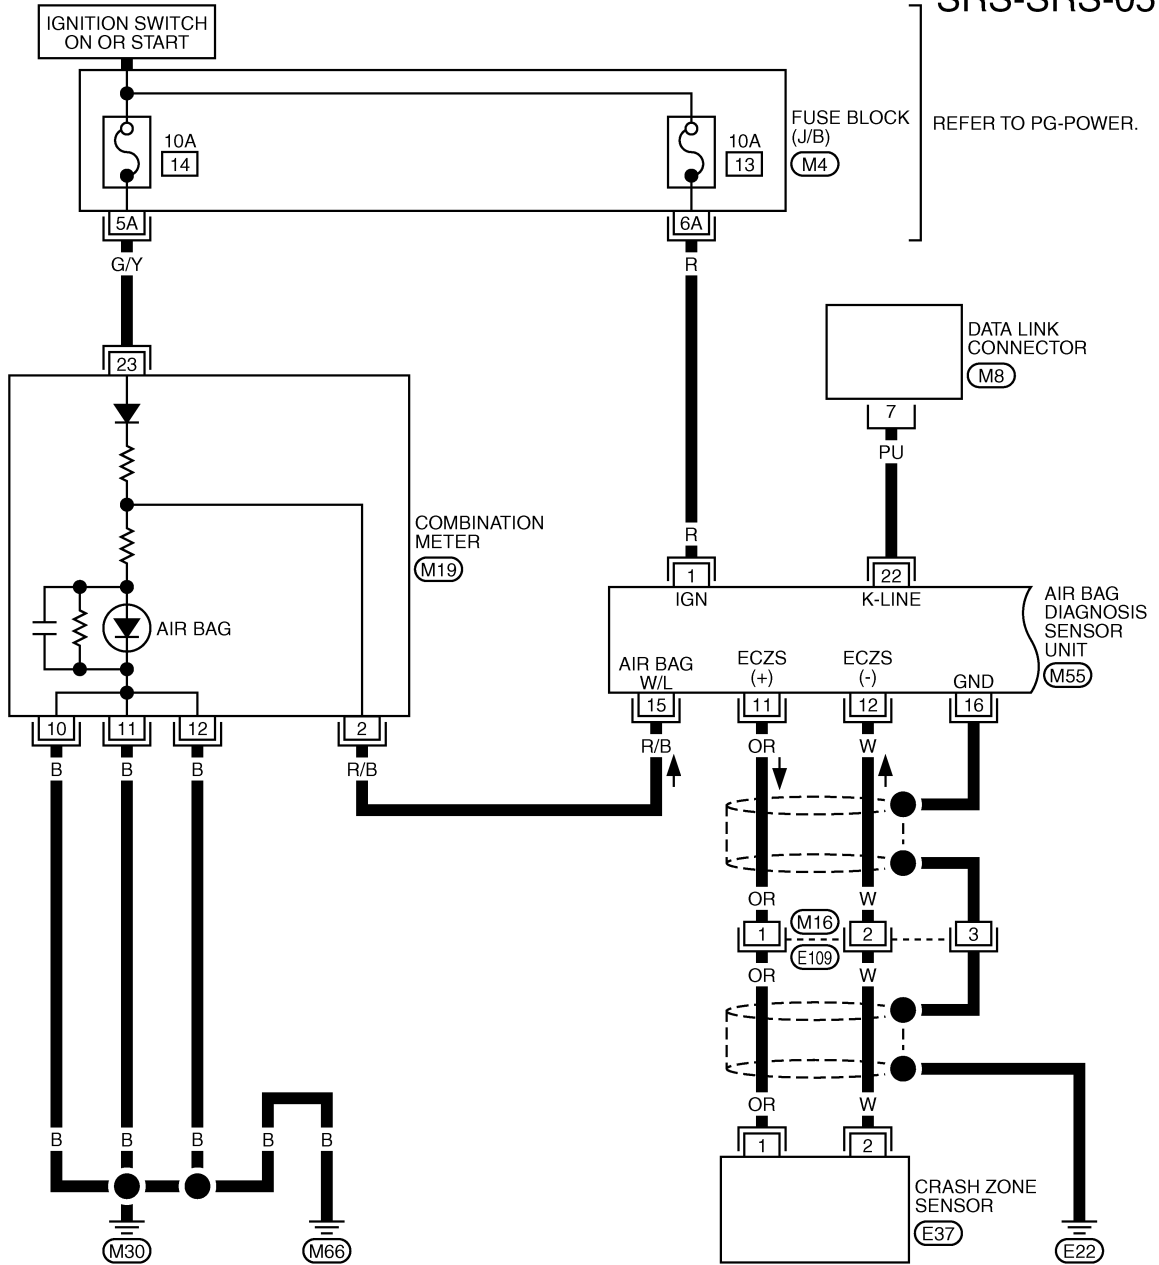 SRS-SRS-05
IGNITION SWITCH
ON OR START
10A
14
10A
13
FUSE BLOCK
(J/B)
M4
REFER TO PG-POWER.
5A
6A
G/Y
R
23
DATA LINK
CONNECTOR
M8
7
PU
COMBINATION
METER
M19
AIR BAG
R
1
22
IGN
K-LINE
AIR BAG
DIAGNOSIS
SENSOR
UNIT
M55
AIR BAG
W/L
ECZS
(+)
ECZS
(-)
GND
10
11
12
2
15
11
12
16
B
B
B
R/B
R/B
OR
W
OR
W
1
M16
E109
2
3
OR
W
OR
W
1
2
B
B
B
B
B
CRASH ZONE
SENSOR
E37
M30
M66
E22